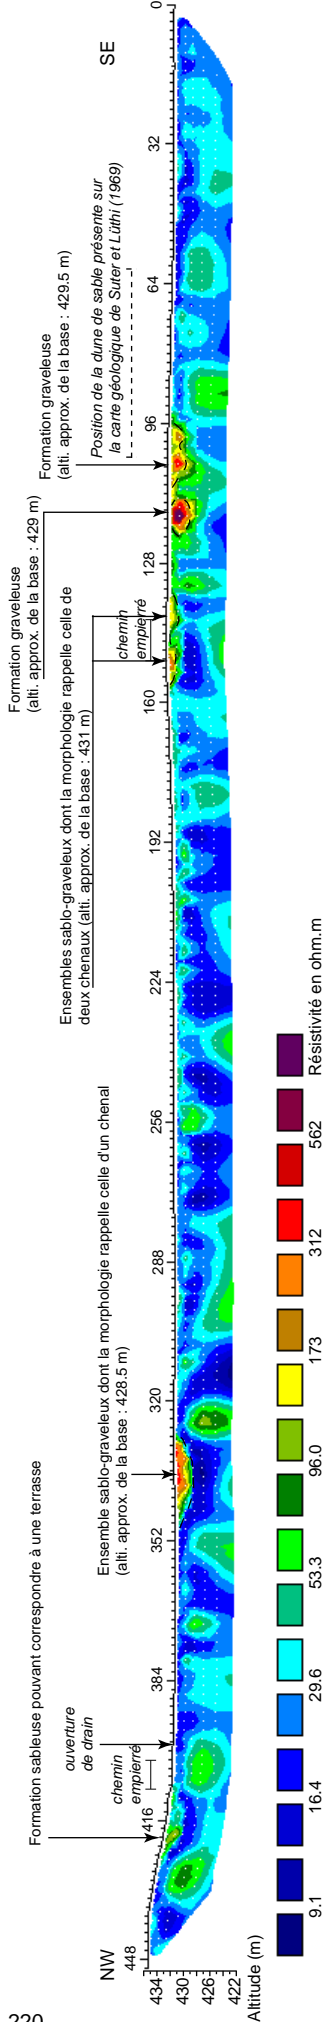 NW
SE
Formation sableuse pouvant correspondre à une terrasse
ouverture
de drain
chemin
empierré
Ensemble sablo-graveleux dont la morphologie rappelle celle d'un chenal
(alti. approx. de la base : 428.5 m)
Ensembles sablo-graveleux dont la morphologie rappelle celle de
deux chenaux (alti. approx. de la base : 431 m)
chemin
empierré
Formation graveleuse
(alti. approx. de la base : 429 m)
Formation graveleuse
(alti. approx. de la base : 429.5 m)
Position de la dune de sable présente sur
la carte géologique de Suter et Lüthi (1969)
448
416
384
352
320
288
256
224
192
160
128
96
64
32
0
434
430
426
422
Altitude (m)
9.1
16.4
29.6
53.3
96.0
173
312
562
Résistivité en ohm.m
220